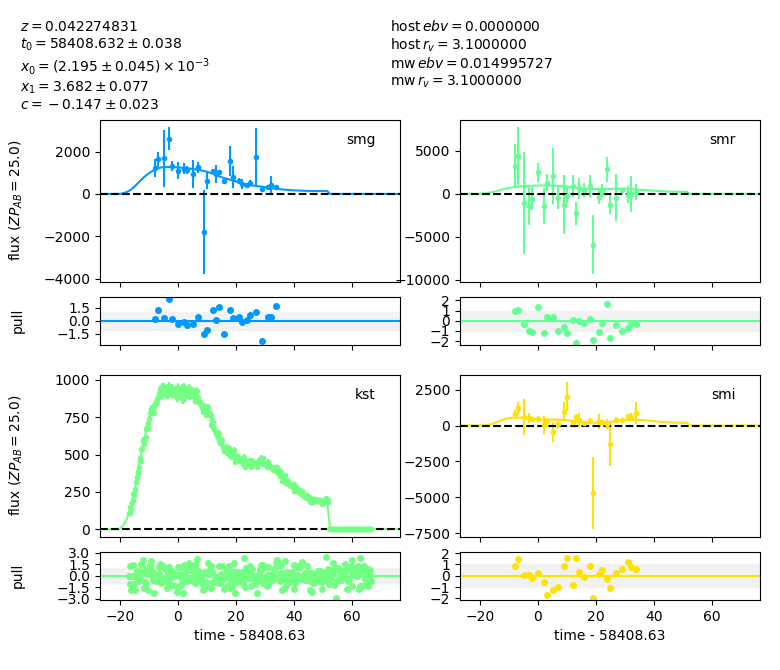 z = 0.042274831
t₀ = 58408.632 ± 0.038
x₀ = (2.195 ± 0.045) × 10⁻³
x₁ = 3.682 ± 0.077
c = −0.147 ± 0.023
host ebv = 0.0000000
host r_v = 3.1000000
mw ebv = 0.014995727
mw r_v = 3.1000000
smg
2000
0
−2000
−4000
flux (ZP_AB = 25.0)
smr
5000
0
−5000
−10000
1.5
0.0
−1.5
pull
2
1
0
−1
−2
kst
1000
750
500
250
0
flux (ZP_AB = 25.0)
smi
2500
0
−2500
−5000
−7500
3.0
1.5
0.0
−1.5
−3.0
pull
−20 0 20 40 60
time - 58408.63
2
1
0
−1
−2
−20 0 20 40 60
time - 58408.63